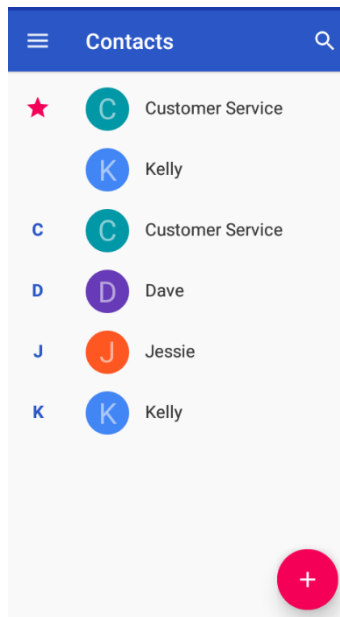 Contacts
C Customer Service
K Kelly
C C Customer Service
D D Dave
J J Jessie
K K Kelly
+